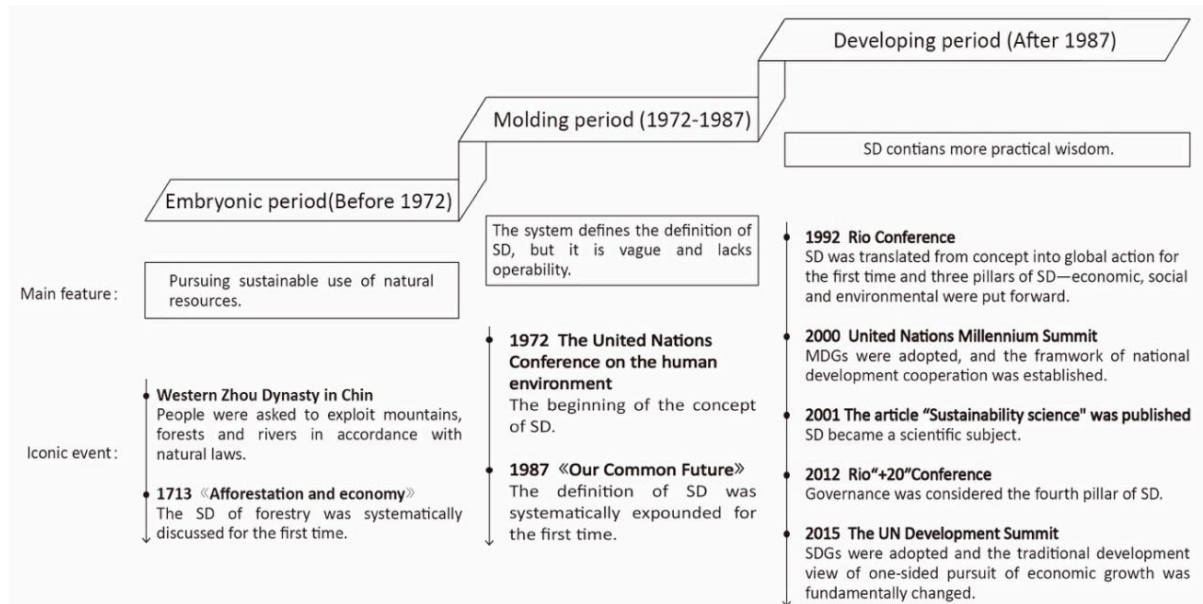 Developing period (After 1987)
Molding period (1972-1987)
Embryonic period(Before 1972)
Main feature:
Pursuing sustainable use of natural
resources.
The system defines the definition of
SD, but it is vague and lacks
operability.
SD contians more practical wisdom.
Iconic event:
Western Zhou Dynasty in Chin
People were asked to exploit mountains,
forests and rivers in accordance with
natural laws.
1713 《Afforestation and economy》
The SD of forestry was systematically
discussed for the first time.
1972 The United Nations
Conference on the human
environment
The beginning of the concept
of SD.
1987 《Our Common Future》
The definition of SD was
systematically expounded for
the first time.
1992 Rio Conference
SD was translated from concept into global action for
the first time and three pillars of SD—economic, social
and environmental were put forward.
2000 United Nations Millennium Summit
MDGs were adopted, and the framwork of national
development cooperation was established.
2001 The article “Sustainability science" was published
SD became a scientific subject.
2012 Rio“+20”Conference
Governance was considered the fourth pillar of SD.
2015 The UN Development Summit
SDGs were adopted and the traditional development
view of one-sided pursuit of economic growth was
fundamentally changed.